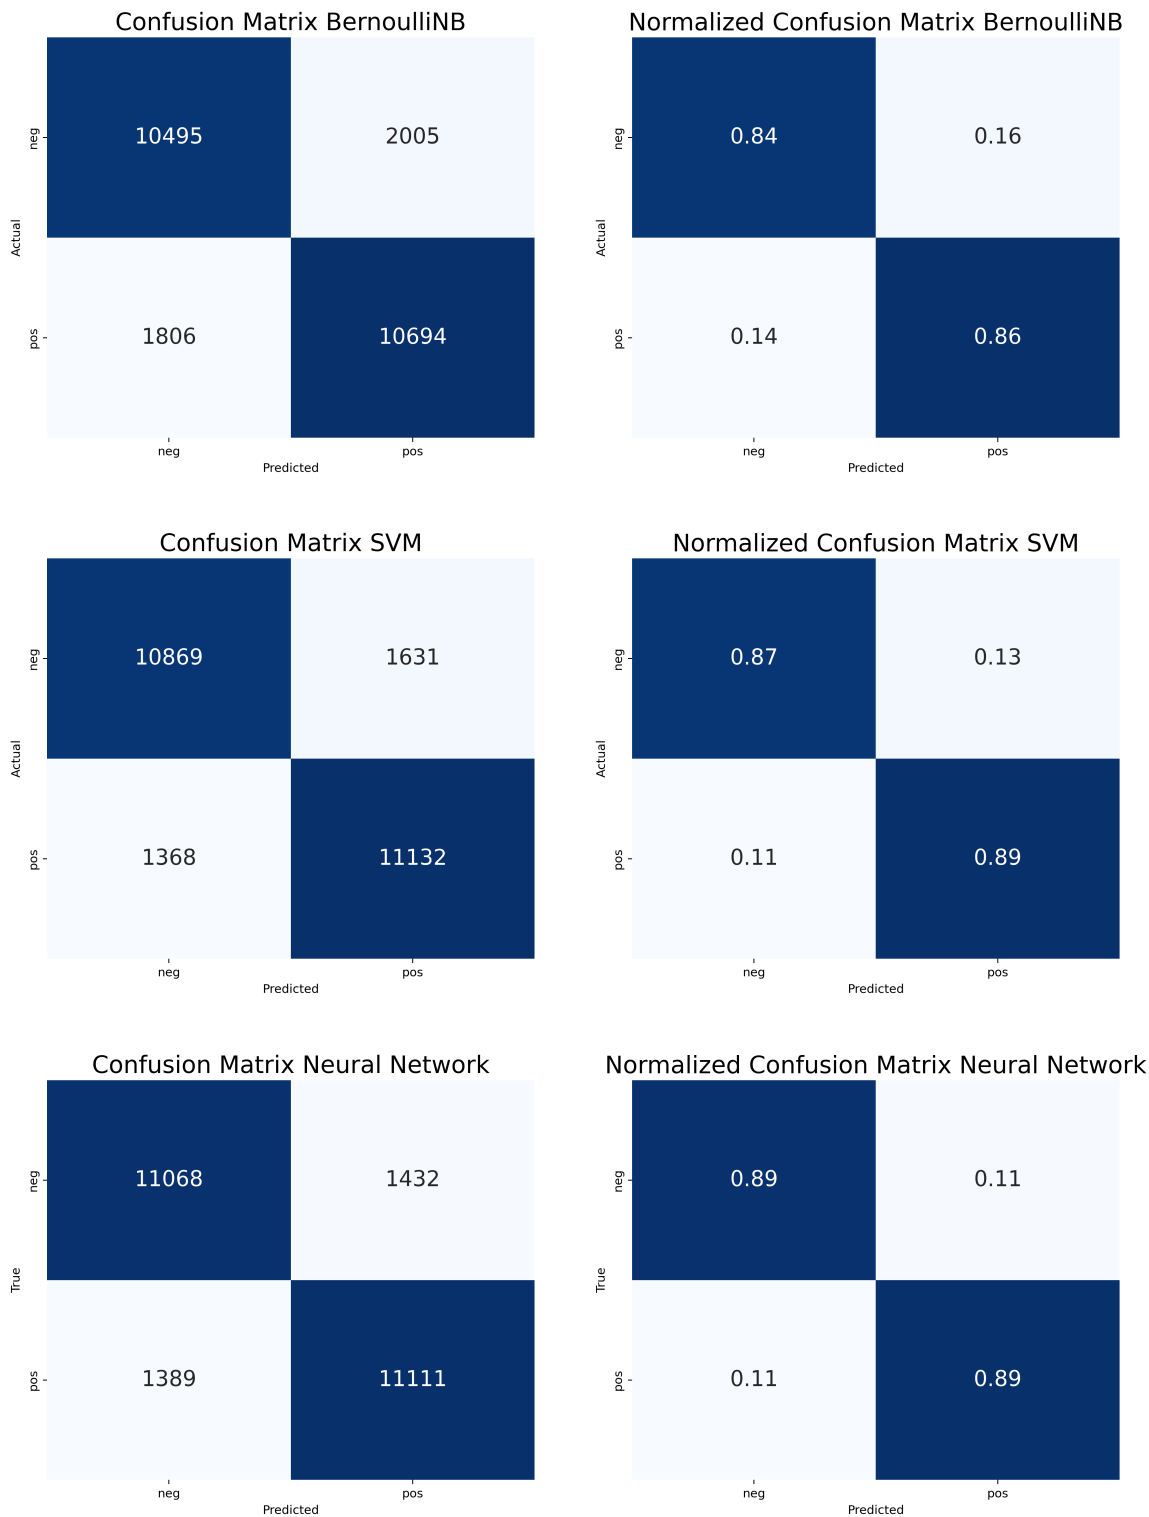 Confusion Matrix BernoulliNB
neg
10495
2005
Actual
pos
1806
10694
neg
pos
Predicted
Normalized Confusion Matrix BernoulliNB
neg
0.84
0.16
Actual
pos
0.14
0.86
neg
pos
Predicted
Confusion Matrix SVM
neg
10869
1631
Actual
pos
1368
11132
neg
pos
Predicted
Normalized Confusion Matrix SVM
neg
0.87
0.13
Actual
pos
0.11
0.89
neg
pos
Predicted
Confusion Matrix Neural Network
neg
11068
1432
True
pos
1389
11111
neg
pos
Predicted
Normalized Confusion Matrix Neural Network
neg
0.89
0.11
True
pos
0.11
0.89
neg
pos
Predicted